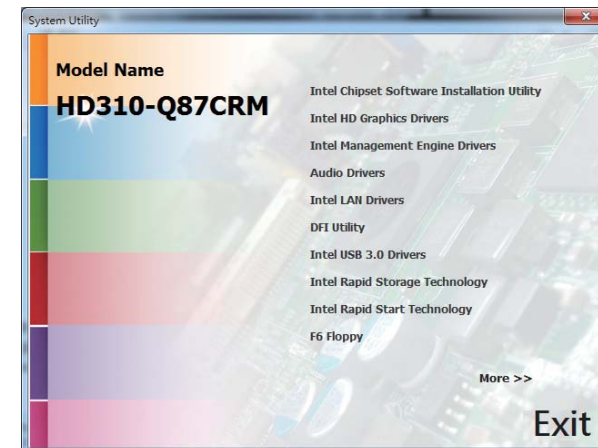 System Utility
Model Name
HD310-Q87CRM
Intel Chipset Software Installation Utility
Intel HD Graphics Drivers
Intel Management Engine Drivers
Audio Drivers
Intel LAN Drivers
DFI Utility
Intel USB 3.0 Drivers
Intel Rapid Storage Technology
Intel Rapid Start Technology
F6 Floppy
More >>
Exit